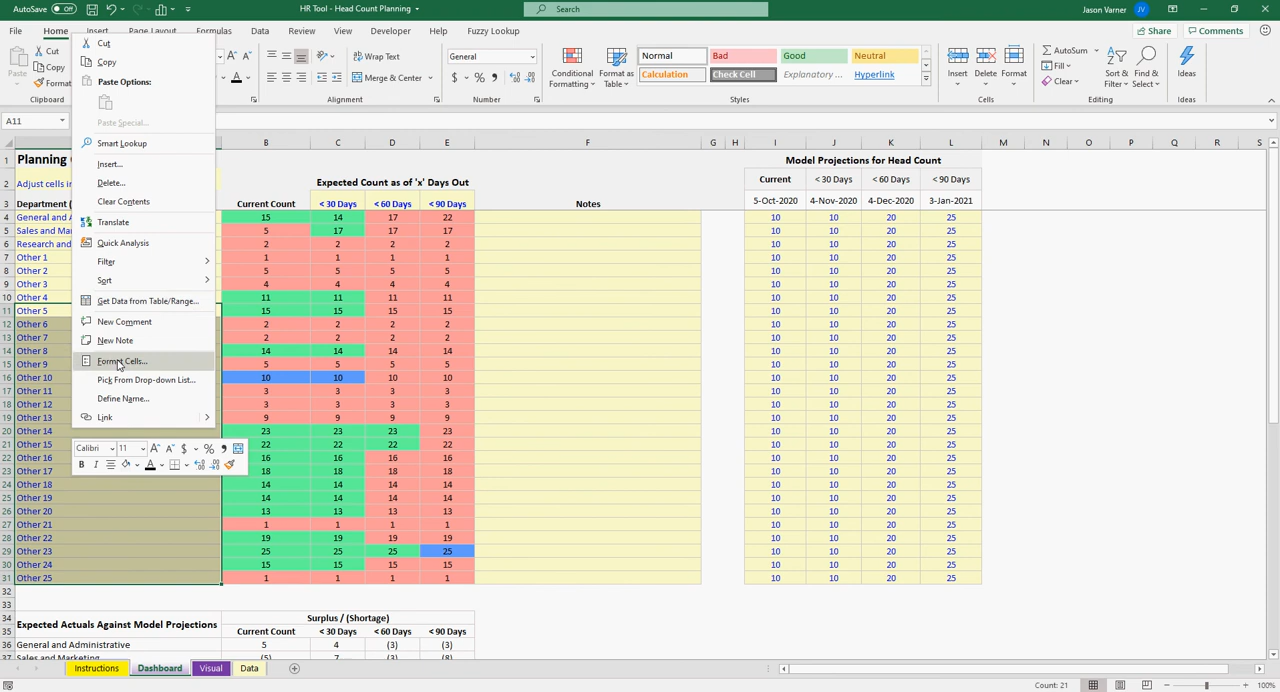 AutoSave Off
HR Tool - Head Count Planning
Search
Jason Varner JV
File Home Insert Page Layout Formulas Data Review View Developer Help Fuzzy Lookup
Share Comments
Paste Cut Copy Format
Wrap Text
Merge & Center
General
$ % ,
Conditional Formatting
Format as Table
Normal Bad Good Neutral
Calculation Check Cell Explanatory ... Hyperlink
Insert Delete Format
AutoSum
Fill
Clear
Sort & Filter
Find & Select
Ideas
Clipboard Alignment Number Styles Cells Editing Ideas
A11
B C D E F G H I J K L M N O P Q R S
Cut
Copy
Paste Options:
Paste Special...
Smart Lookup
Insert...
Delete...
Clear Contents
Translate
Quick Analysis
Filter
Sort
Get Data from Table/Range...
New Comment
New Note
Format Cells...
Pick From Drop-down List...
Define Name...
Link
Calibri 11 A A $ % ,
B I A
1 Planning Model Projections for Head Count
2 Adjust cells in Expected Count as of 'x' Days Out Current < 30 Days < 60 Days < 90 Days
3 Department ( Current Count < 30 Days < 60 Days < 90 Days Notes 5-Oct-2020 4-Nov-2020 4-Dec-2020 3-Jan-2021
4 General and A 15 14 17 22 10 10 20 25
5 Sales and Mar 5 17 17 17 10 10 20 25
6 Research and 2 2 2 2 10 10 20 25
7 Other 1 1 1 1 1 10 10 20 25
8 Other 2 5 5 5 5 10 10 20 25
9 Other 3 4 4 4 4 10 10 20 25
10 Other 4 11 11 11 11 10 10 20 25
11 Other 5 15 15 15 15 10 10 20 25
12 Other 6 2 2 2 2 10 10 20 25
13 Other 7 2 2 2 2 10 10 20 25
14 Other 8 14 14 14 14 10 10 20 25
15 Other 9 5 5 5 5 10 10 20 25
16 Other 10 10 10 10 10 10 10 20 25
17 Other 11 3 3 3 3 10 10 20 25
18 Other 12 3 3 3 3 10 10 20 25
19 Other 13 9 9 9 9 10 10 20 25
20 Other 14 23 23 23 23 10 10 20 25
21 Other 15 22 22 22 22 10 10 20 25
22 Other 16 16 16 16 16 10 10 20 25
23 Other 17 18 18 18 18 10 10 20 25
24 Other 18 14 14 14 14 10 10 20 25
25 Other 19 14 14 14 14 10 10 20 25
26 Other 20 13 13 13 13 10 10 20 25
27 Other 21 1 1 1 1 10 10 20 25
28 Other 22 19 19 19 19 10 10 20 25
29 Other 23 25 25 25 25 10 10 20 25
30 Other 24 15 15 15 15 10 10 20 25
31 Other 25 1 1 1 1 10 10 20 25
32
33
34 Surplus / (Shortage)
35 Expected Actuals Against Model Projections Current Count < 30 Days < 60 Days < 90 Days
36 General and Administrative 5 4 (3) (3)
37 Sales and Marketing (5) 7 (3) (8)
Instructions Dashboard Visual Data
Count: 21 100%